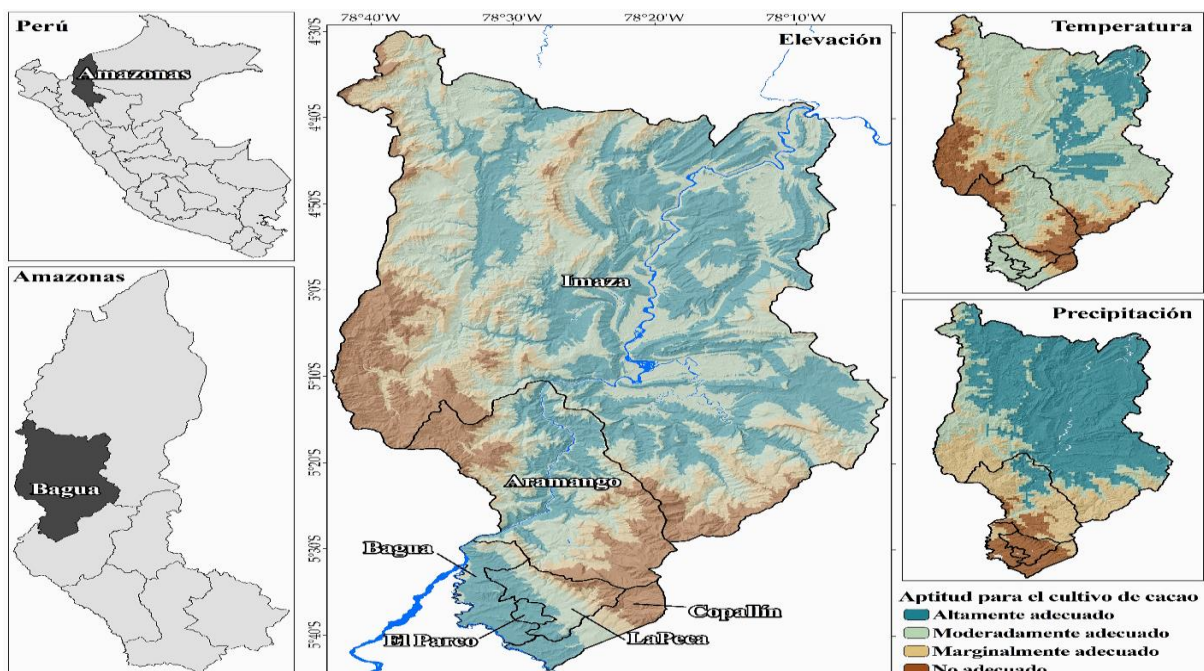 Perú
Amazonas
Amazonas
Bagua
78°40'W 78°30'W 78°20'W 78°10'W
Elevación
4°30'S
4°40'S
4°50'S
5°0'S
5°10'S
5°20'S
5°30'S
5°40'S
Imaza
Aramango
Bagua
Copallín
El Parco
LaPeca
Temperatura
Precipitación
Aptitud para el cultivo de cacao
Altamente adecuado
Moderadamente adecuado
Marginalmente adecuado
No adecuado